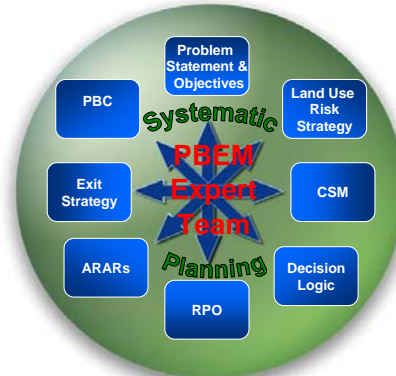 Problem
Statement &
Objectives
Land Use
Risk
Strategy
CSM
Decision
Logic
RPO
ARARs
Exit
Strategy
PBC
Systematic
PBEM
Expert
Team
Planning